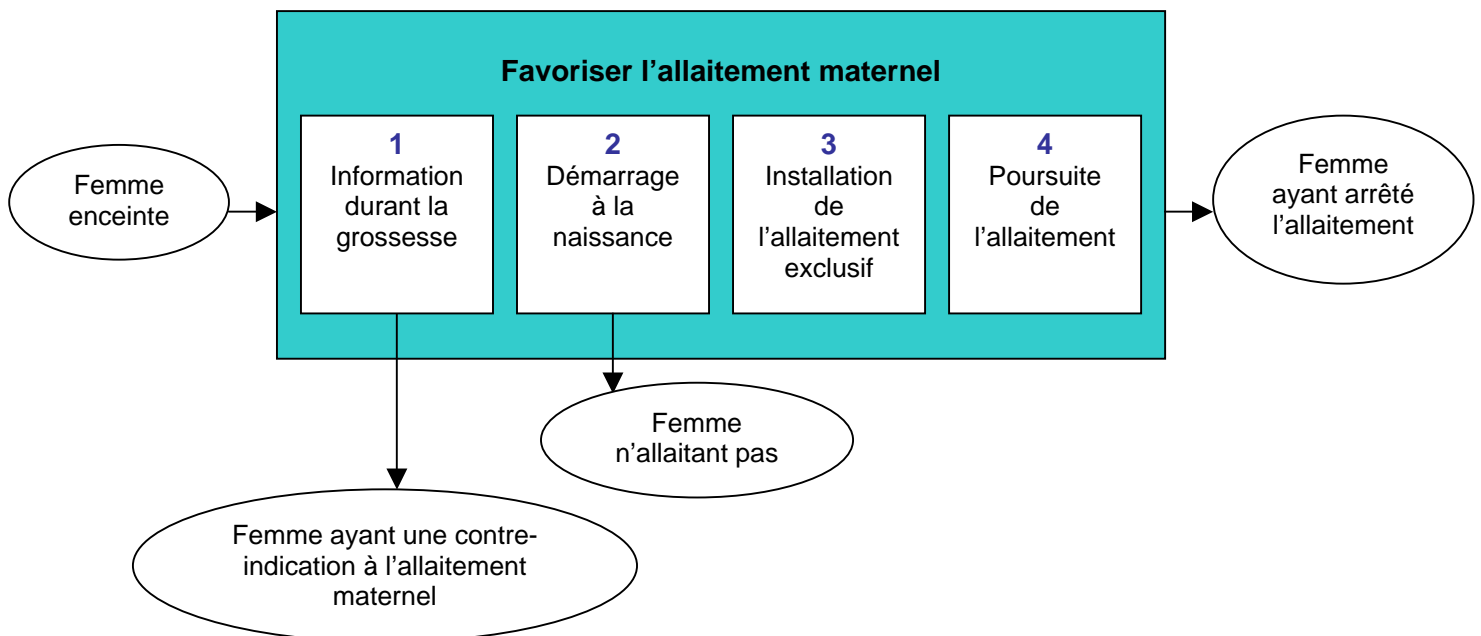 Favoriser l’allaitement maternel
Femme
enceinte
1
Information
durant la
grossesse
2
Démarrage
à la
naissance
3
Installation
de
l’allaitement
exclusif
4
Poursuite
de
l’allaitement
Femme
ayant arrêté
l’allaitement
Femme
n’allaitant pas
Femme ayant une contre-
indication à l’allaitement
maternel